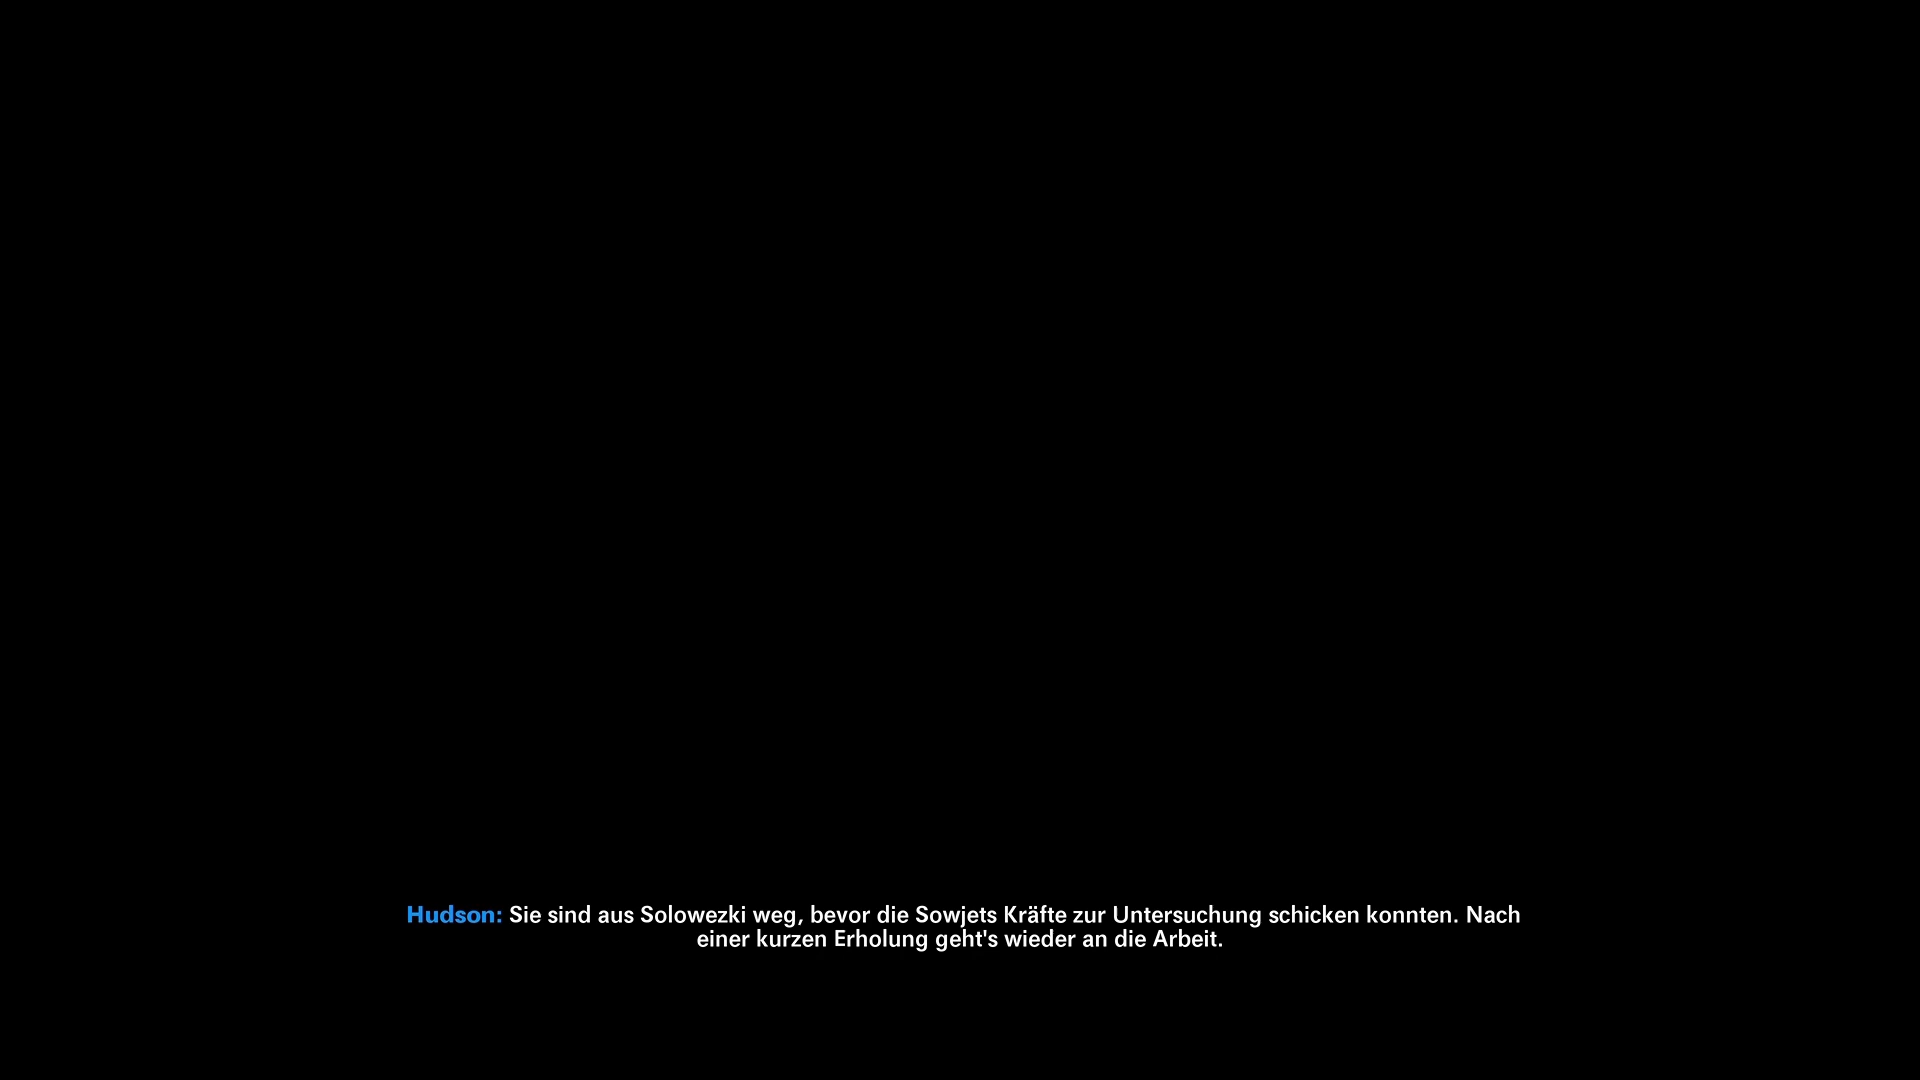 Hudson: Sie sind aus Solowezki weg, bevor die Sowjets Kräfte zur Untersuchung schicken konnten. Nach
einer kurzen Erholung geht's wieder an die Arbeit.